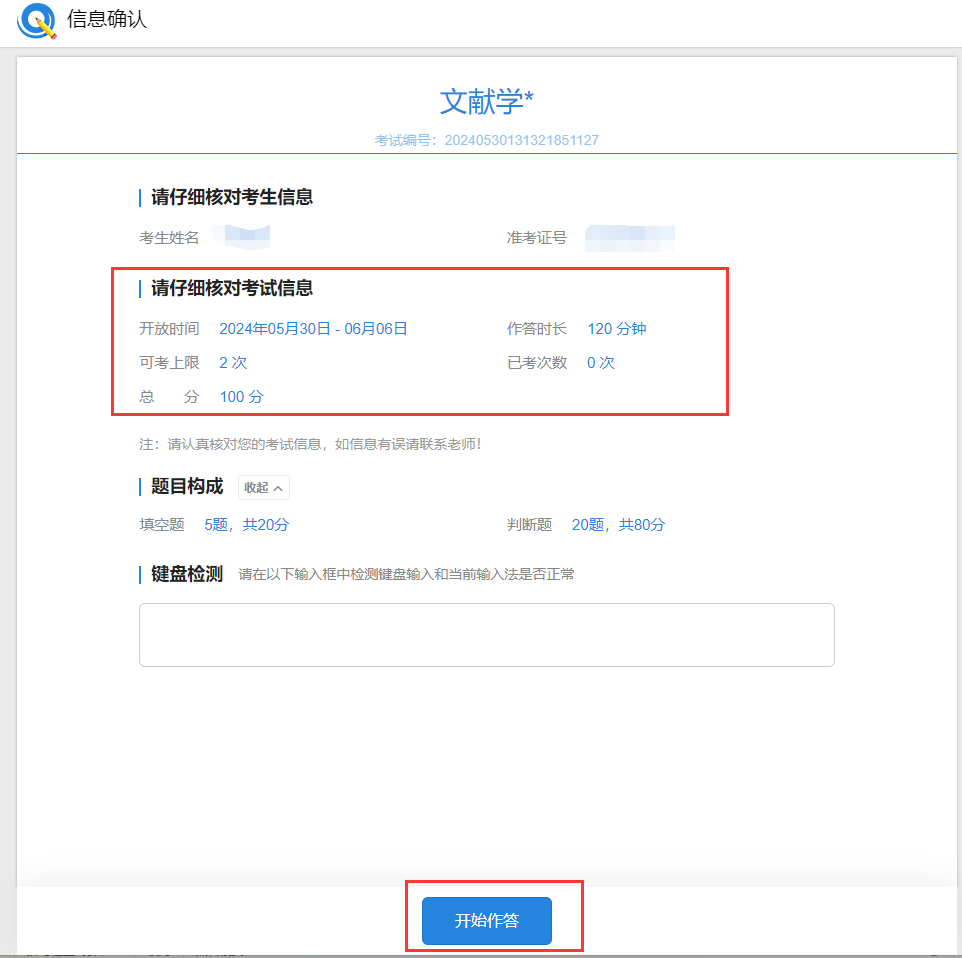 信息确认
文献学*
考试编号：20240530131321851127
请仔细核对考生信息
考生姓名 准考证号
请仔细核对考试信息
开放时间 2024年05月30日 - 06月06日 作答时长 120 分钟
可考上限 2 次 已考次数 0 次
总 分 100 分
注：请认真核对您的考试信息，如信息有误请联系老师！
题目构成 收起
填空题 5题，共20分 判断题 20题，共80分
键盘检测 请在以下输入框中检测键盘输入和当前输入法是否正常
开始作答